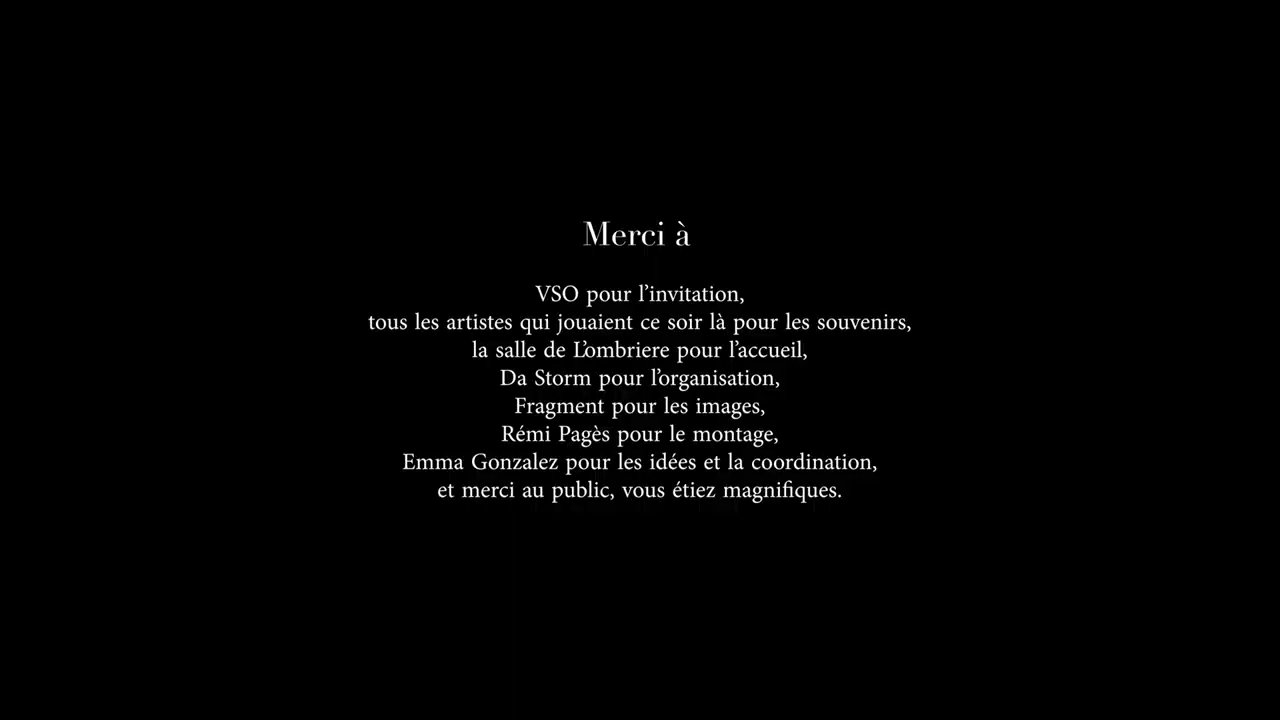 Merci à
VSO pour l’invitation,
tous les artistes qui jouaient ce soir là pour les souvenirs,
la salle de L’ombriere pour l’accueil,
Da Storm pour l’organisation,
Fragment pour les images,
Rémi Pagès pour le montage,
Emma Gonzalez pour les idées et la coordination,
et merci au public, vous étiez magnifiques.